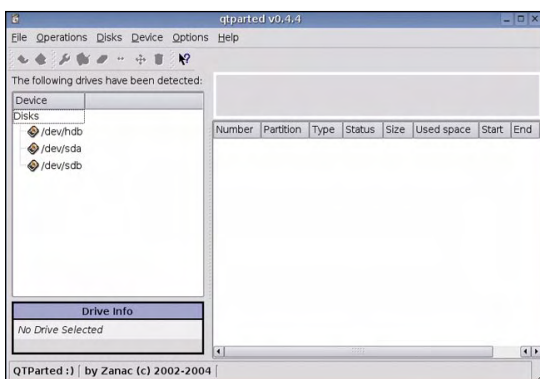 qtparted v0.4.4
File Operations Disks Device Options Help
The following drives have been detected:
Device
Disks
/dev/hdb
/dev/sda
/dev/sdb
Number Partition Type Status Size Used space Start End
Drive Info
No Drive Selected
QTParted :) by Zanac (c) 2002-2004